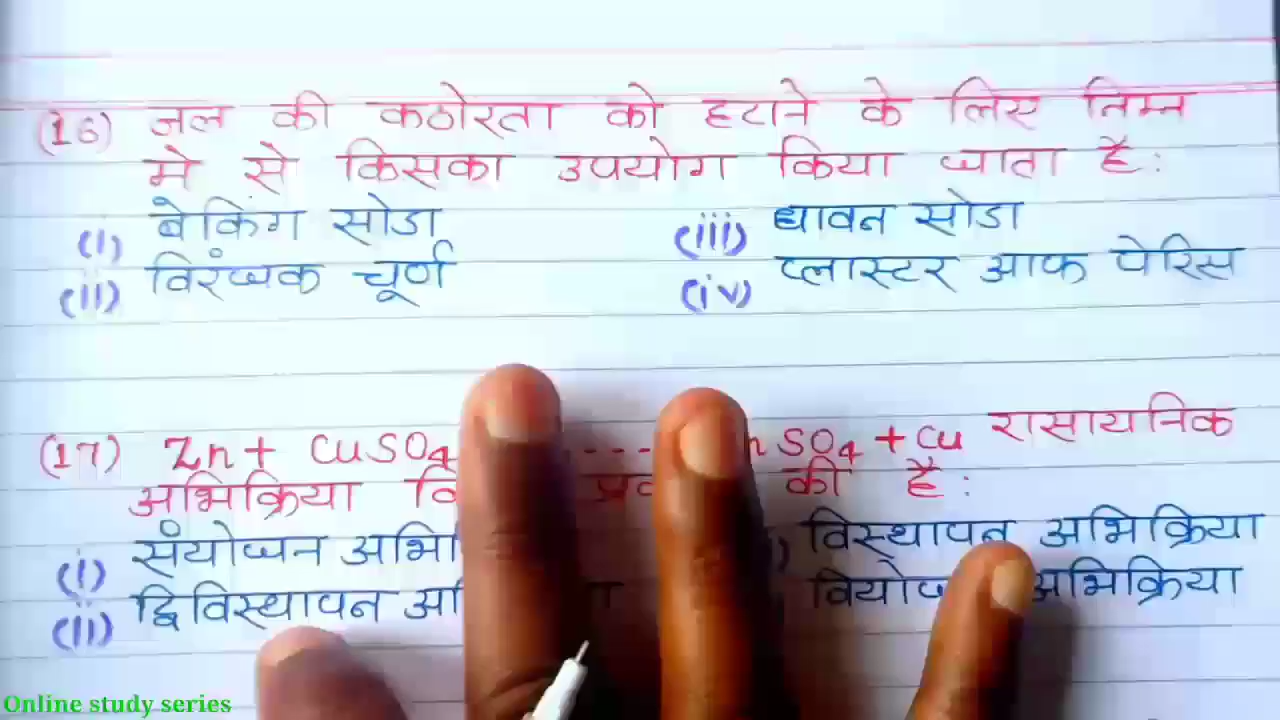 (16) जल की कठोरता को हटाने के लिए निम्न
मे से किसका उपयोग किया जाता है:
(i) बेकिंग सोडा
(iii) धावन सोडा
(ii) विरंजक चूर्ण
(iv) प्लास्टर आफ पेरिस
(17) Zn + CuSO4 SO4 + Cu रासायनिक
अभिक्रिया की है:
(i) संयोजन
विस्थापन अभिक्रिया
(ii) द्विविस्थापन
अभिक्रिया
Online study series